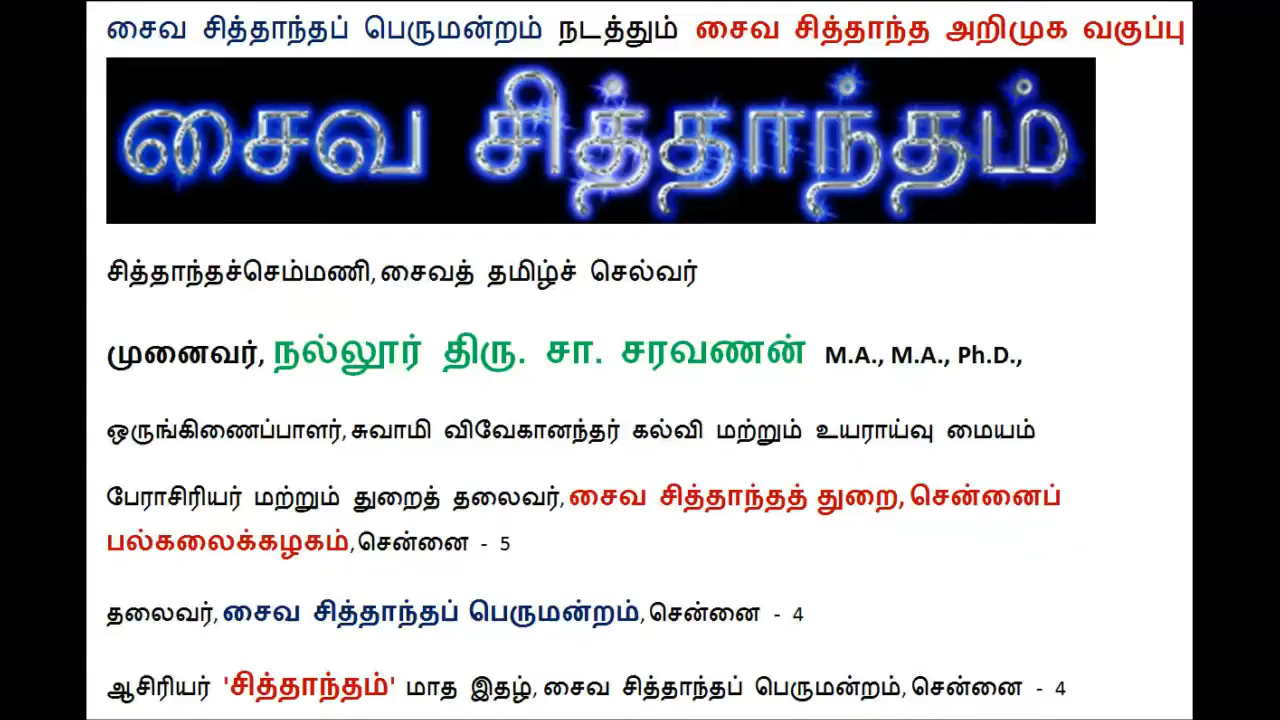 சைவ சித்தாந்தப் பெருமன்றம் நடத்தும் சைவ சித்தாந்த அறிமுக வகுப்பு
சைவ சித்தாந்தம்
சித்தாந்தச்செம்மணி,சைவத் தமிழ்ச் செல்வர்
முனைவர், நல்லூர் திரு. சா. சரவணன் M.A., M.A., Ph.D.,
ஒருங்கிணைப்பாளர்,சுவாமி விவேகானந்தர் கல்வி மற்றும் உயராய்வு மையம்
பேராசிரியர் மற்றும் துறைத் தலைவர்,சைவ சித்தாந்தத் துறை,சென்னைப்
பல்கலைக்கழகம்,சென்னை - 5
தலைவர்,சைவ சித்தாந்தப் பெருமன்றம்,சென்னை - 4
ஆசிரியர் 'சித்தாந்தம்' மாத இதழ்,சைவ சித்தாந்தப் பெருமன்றம்,சென்னை - 4